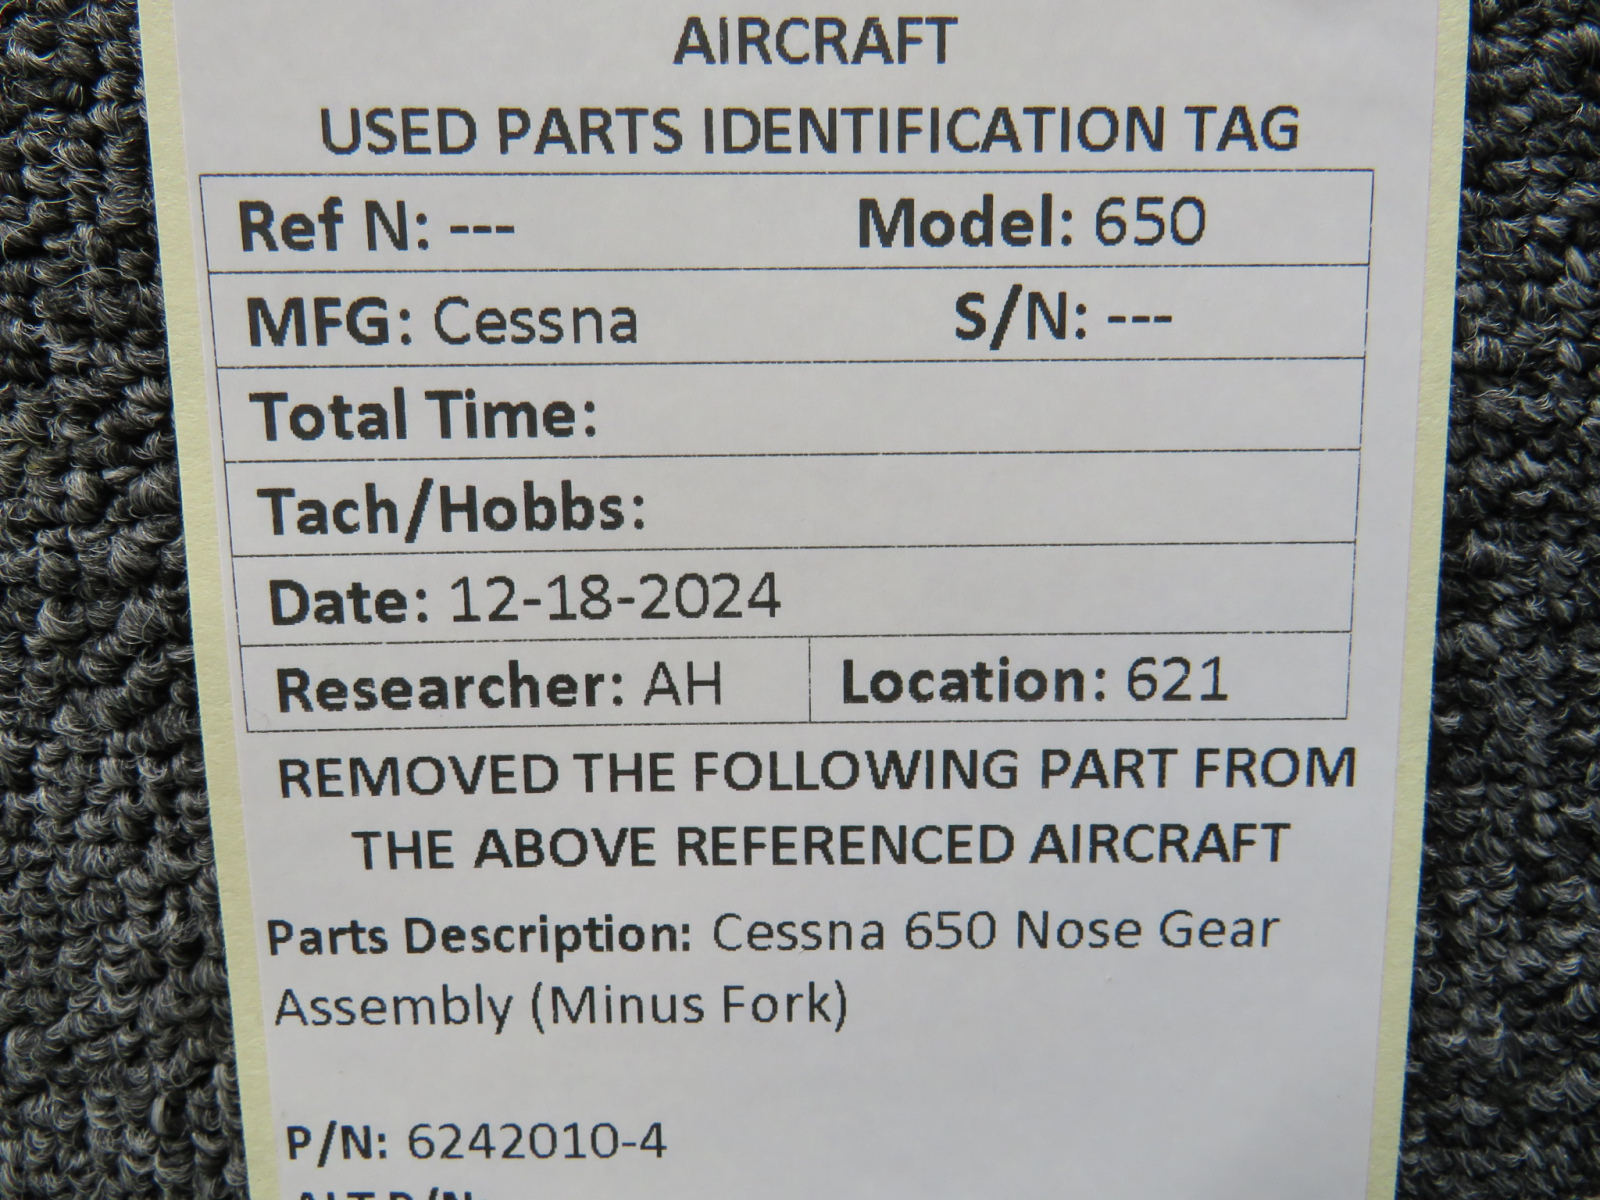 AIRCRAFT
USED PARTS IDENTIFICATION TAG
Ref N: --- Model: 650
MFG: Cessna S/N: ---
Total Time:
Tach/Hobbs:
Date: 12-18-2024
Researcher: AH Location: 621
REMOVED THE FOLLOWING PART FROM
THE ABOVE REFERENCED AIRCRAFT
Parts Description: Cessna 650 Nose Gear
Assembly (Minus Fork)
P/N: 6242010-4
ALT P/N